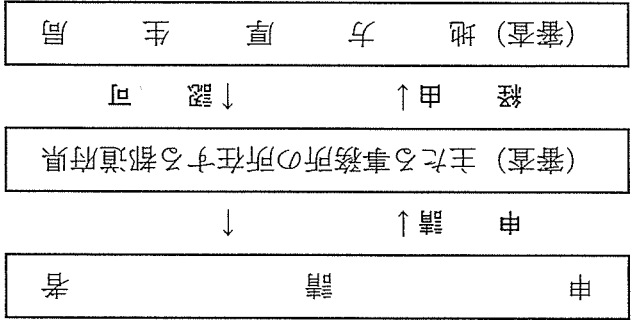 申 請 者
申 請↓ ↑
（審査）主たる事務所の所在する都道府県
経 由↓ ↑認 可
（審査）地 方 厚 生 局